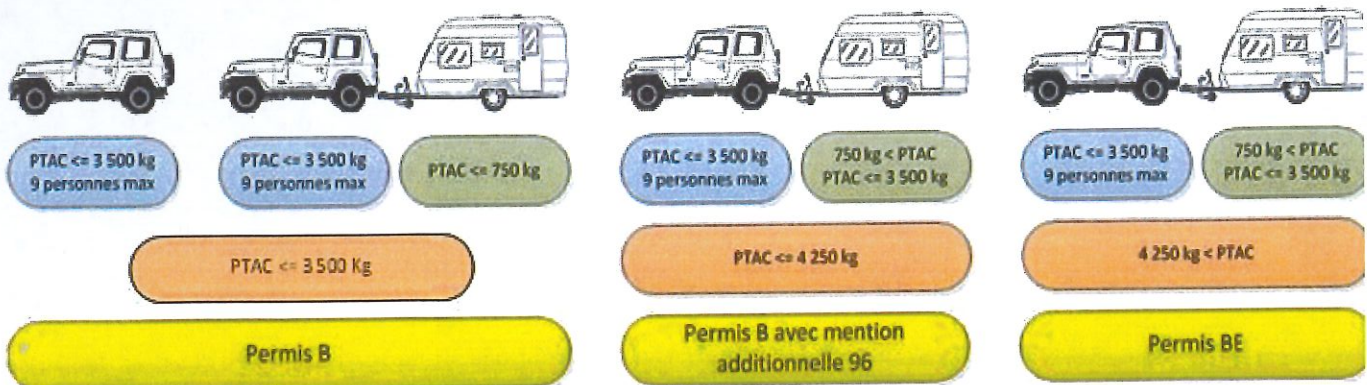 PTAC <= 3 500 kg
9 personnes max
PTAC <= 3 500 kg
9 personnes max
PTAC <= 750 kg
PTAC <= 3 500 kg
9 personnes max
750 kg < PTAC
PTAC <= 3 500 kg
PTAC <= 3 500 kg
9 personnes max
750 kg < PTAC
PTAC <= 3 500 kg
PTAC <= 3 500 Kg
PTAC <= 4 250 kg
4 250 kg < PTAC
Permis B
Permis B avec mention
additionnelle 96
Permis BE